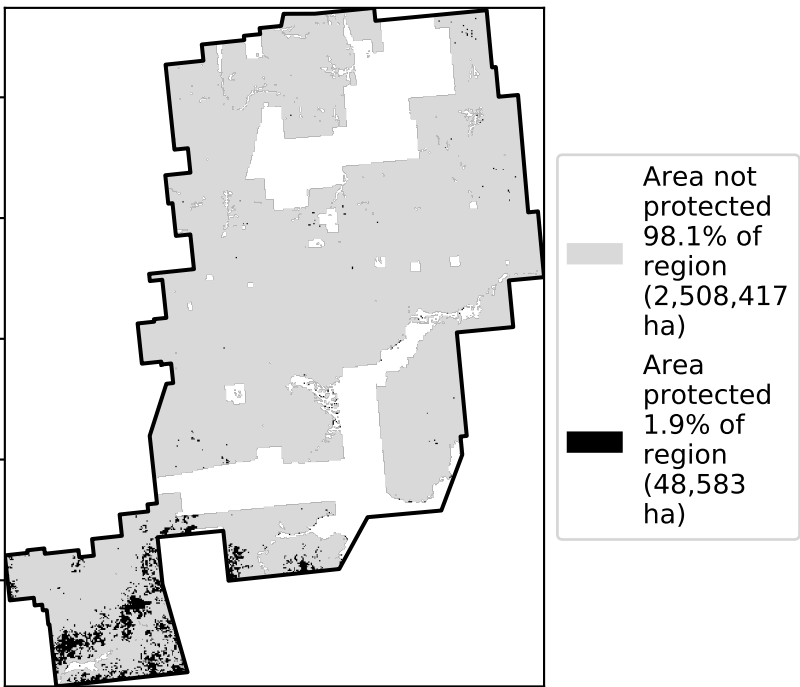 Area not
protected
98.1% of
region
(2,508,417
ha)
Area
protected
1.9% of
region
(48,583
ha)